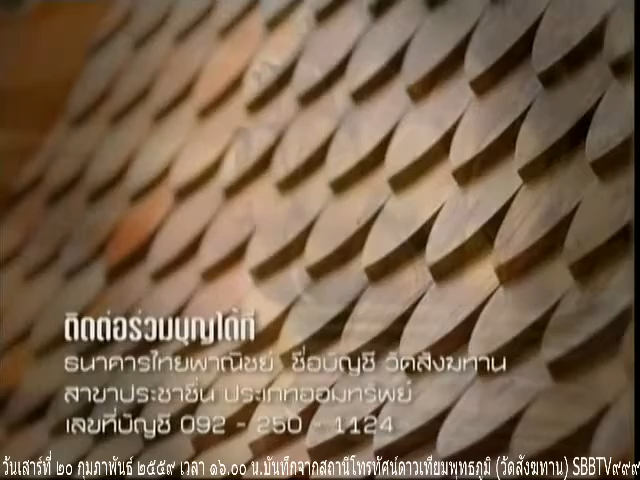 ติดต่อร่วมบุญได้ที่
ธนาคารไทยพาณิชย์ ชื่อบัญชี วัดสังฆทาน
สาขาประชาชื่น ประเภทออมทรัพย์
เลขที่บัญชี 092 - 250 - 1124
วันเสาร์ที่ ๒๐ กุมภาพันธ์ ๒๕๕๙ เวลา ๑๖.๐๐ น.บันทึกจากสถานีโทรทัศน์ดาวเทียมพุทธภูมิ (วัดสังฆทาน) SBBTV๙๙๙